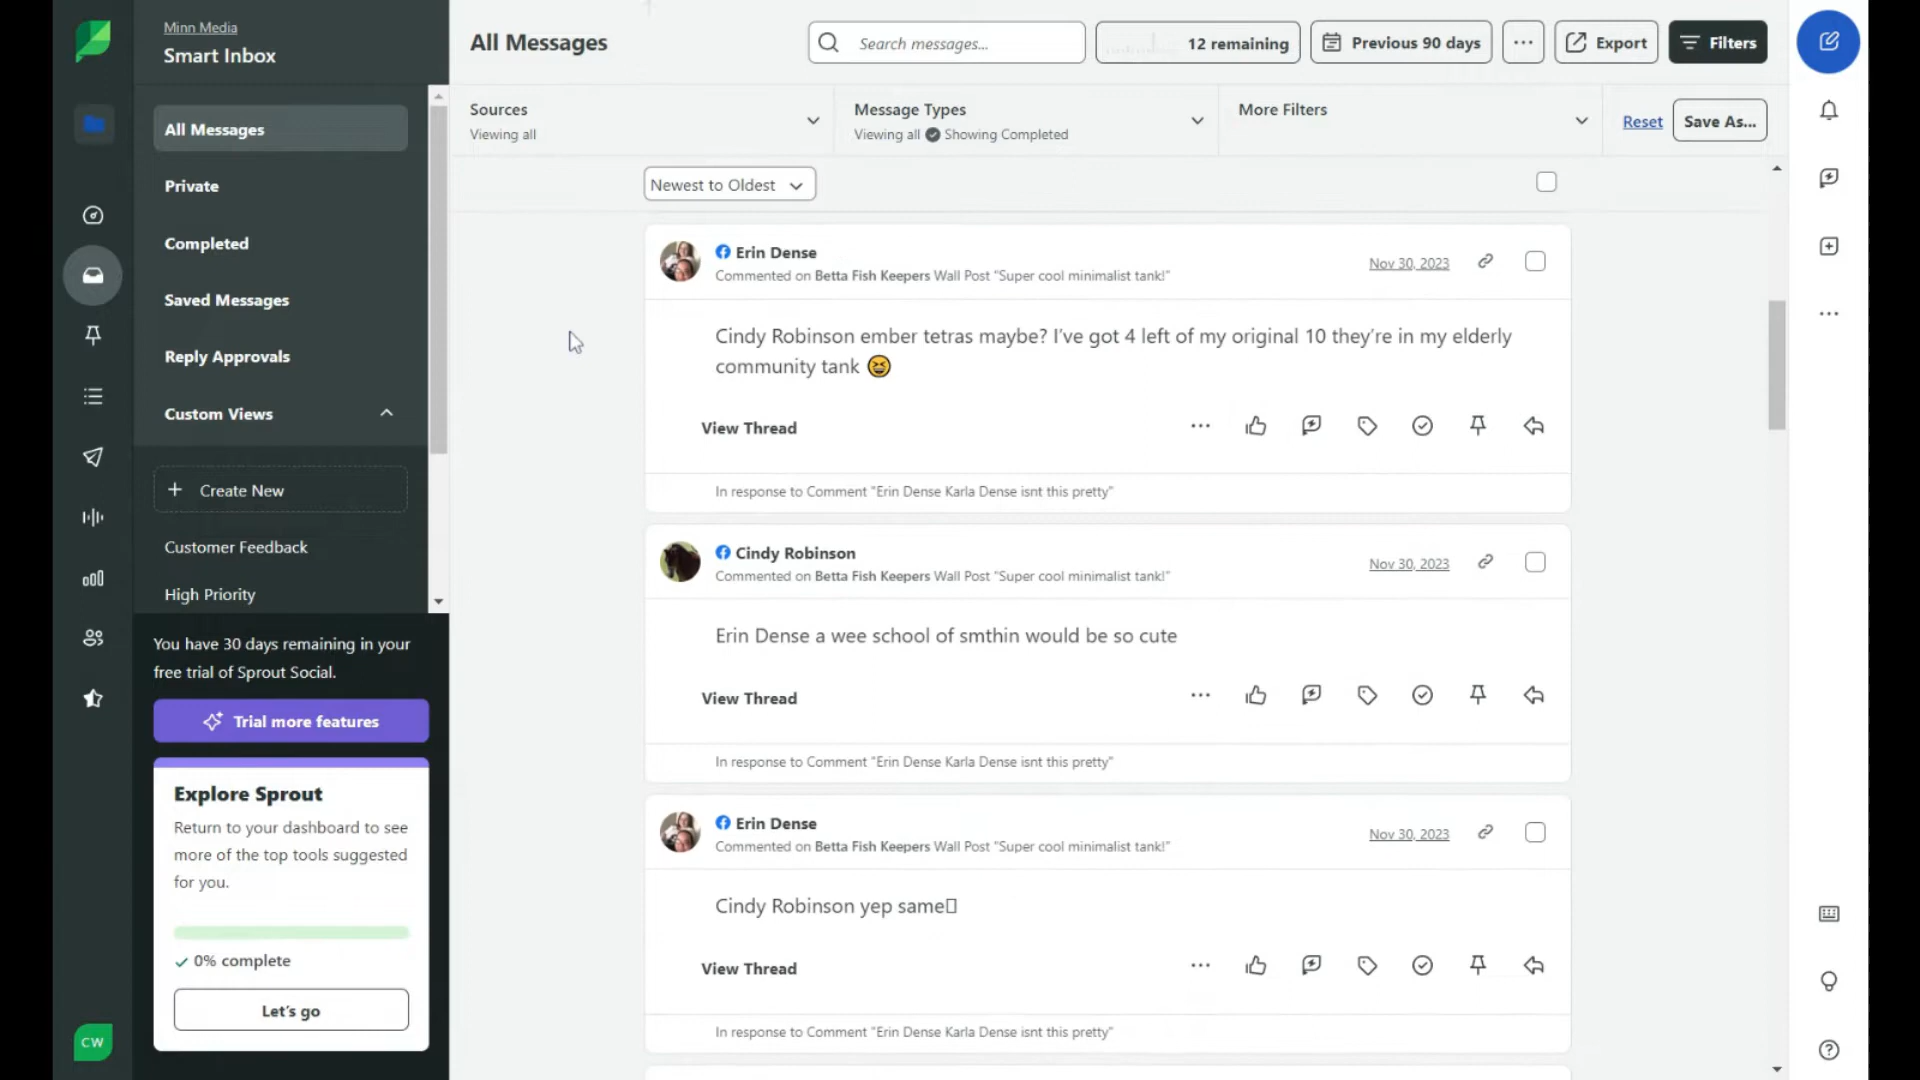 Minn Media
Smart Inbox
All Messages
Private
Completed
Saved Messages
Reply Approvals
Custom Views
+ Create New
Customer Feedback
High Priority
You have 30 days remaining in your
free trial of Sprout Social.
Trial more features
Explore Sprout
Return to your dashboard to see
more of the top tools suggested
for you.
0% complete
Let's go
CW
All Messages
Search messages...
12 remaining
Previous 90 days
Export
Filters
Sources
Viewing all
Message Types
Viewing all Showing Completed
More Filters
Reset
Save As...
Newest to Oldest
Erin Dense
Commented on Betta Fish Keepers Wall Post "Super cool minimalist tank!"
Nov 30, 2023
Cindy Robinson ember tetras maybe? I've got 4 left of my original 10 they're in my elderly
community tank 😆
View Thread
In response to Comment "Erin Dense Karla Dense isnt this pretty"
Cindy Robinson
Commented on Betta Fish Keepers Wall Post "Super cool minimalist tank!"
Nov 30, 2023
Erin Dense a wee school of smthin would be so cute
View Thread
In response to Comment "Erin Dense Karla Dense isnt this pretty"
Erin Dense
Commented on Betta Fish Keepers Wall Post "Super cool minimalist tank!"
Nov 30, 2023
Cindy Robinson yep same▯
View Thread
In response to Comment "Erin Dense Karla Dense isnt this pretty"